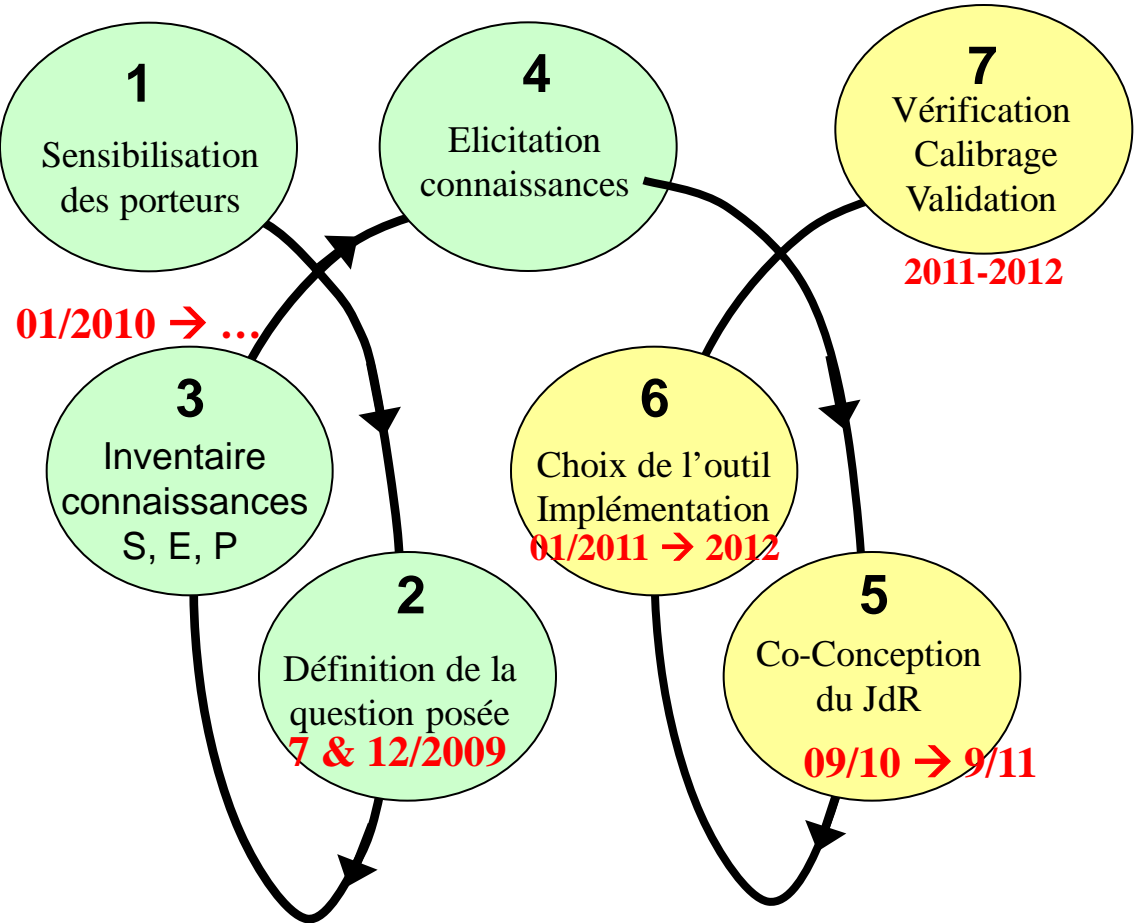 1
Sensibilisation
des porteurs
4
Elicitation
connaissances
7
Vérification
Calibrage
Validation
2011-2012
01/2010 → …
3
Inventaire
connaissances
S, E, P
6
Choix de l’outil
Implémentation
01/2011 → 2012
2
Définition de la
question posée
7 & 12/2009
5
Co-Conception
du JdR
09/10 → 9/11